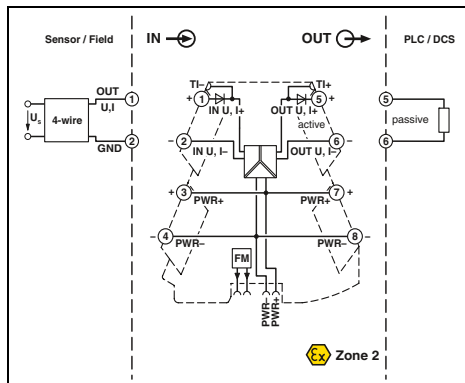 Sensor / Field
IN
OUT
PLC / DCS
OUT
U,I
1
Us
4-wire
2
GND
TI–
TI+
+ 1
5 +
IN U, I+
OUT U, I+
active
– 2
6 –
IN U, I–
OUT U, I–
+ 3
7 +
PWR+
PWR+
– 4
8 –
PWR–
PWR–
FM
PWR–
PWR+
5
passive
6
Ex Zone 2